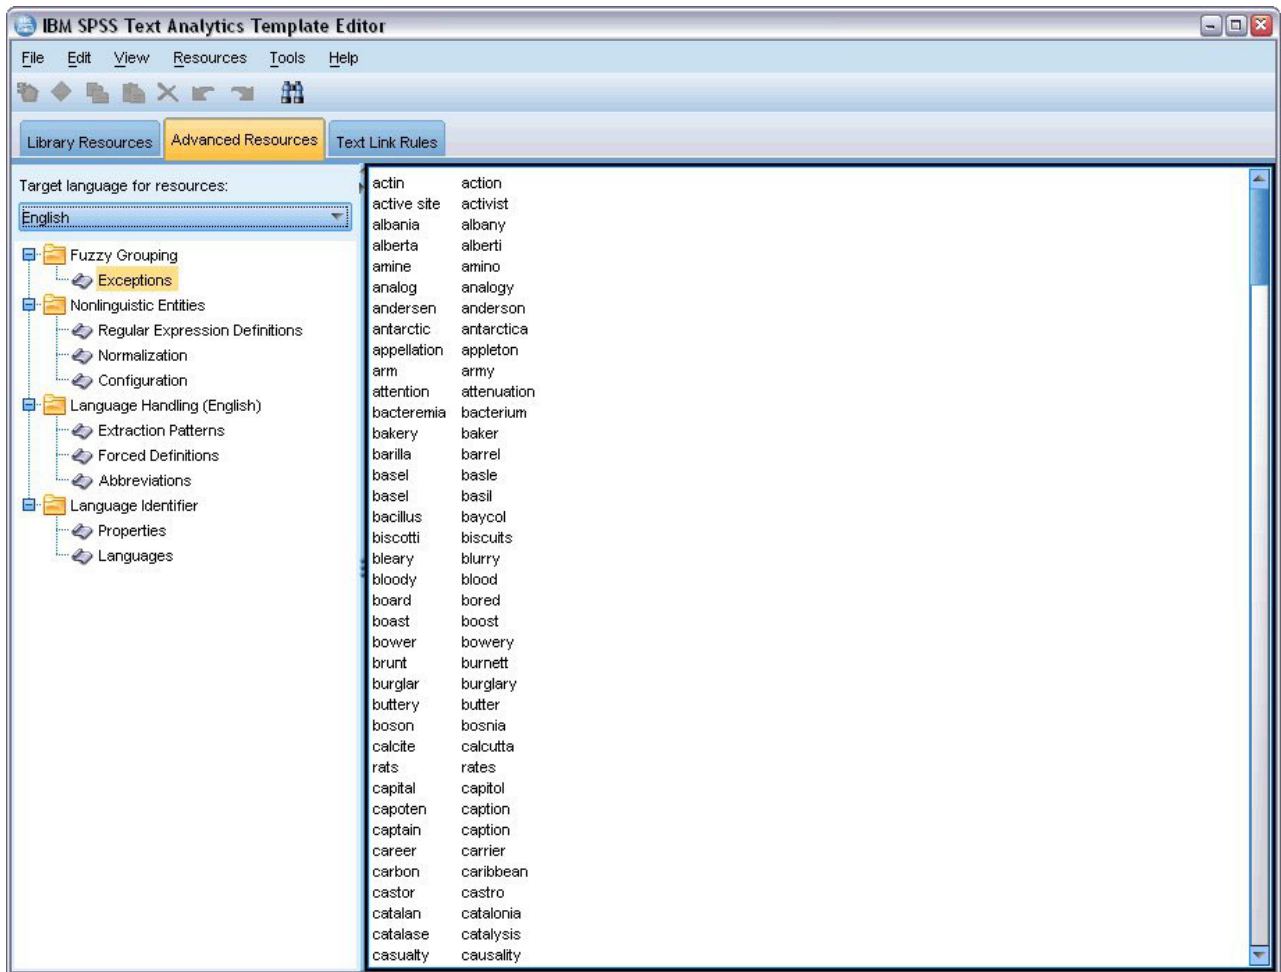 IBM SPSS Text Analytics Template Editor
File Edit View Resources Tools Help
Library Resources Advanced Resources Text Link Rules
Target language for resources:
English
Fuzzy Grouping
Exceptions
Nonlinguistic Entities
Regular Expression Definitions
Normalization
Configuration
Language Handling (English)
Extraction Patterns
Forced Definitions
Abbreviations
Language Identifier
Properties
Languages
actin action
active site activist
albania albany
alberta alberti
amine amino
analog analogy
andersen anderson
antarctic antarctica
appellation appleton
arm army
attention attenuation
bacteremia bacterium
bakery baker
barilla barrel
basel basle
basel basil
bacillus baycol
biscotti biscuits
bleary blurry
bloody blood
board bored
boast boost
bower bowery
brunt burnett
burglar burglary
buttery butter
boson bosnia
calcite calcutta
rats rates
capital capitol
capoten caption
captain caption
career carrier
carbon caribbean
castor castro
catalan catalonia
catalase catalysis
casualty causality